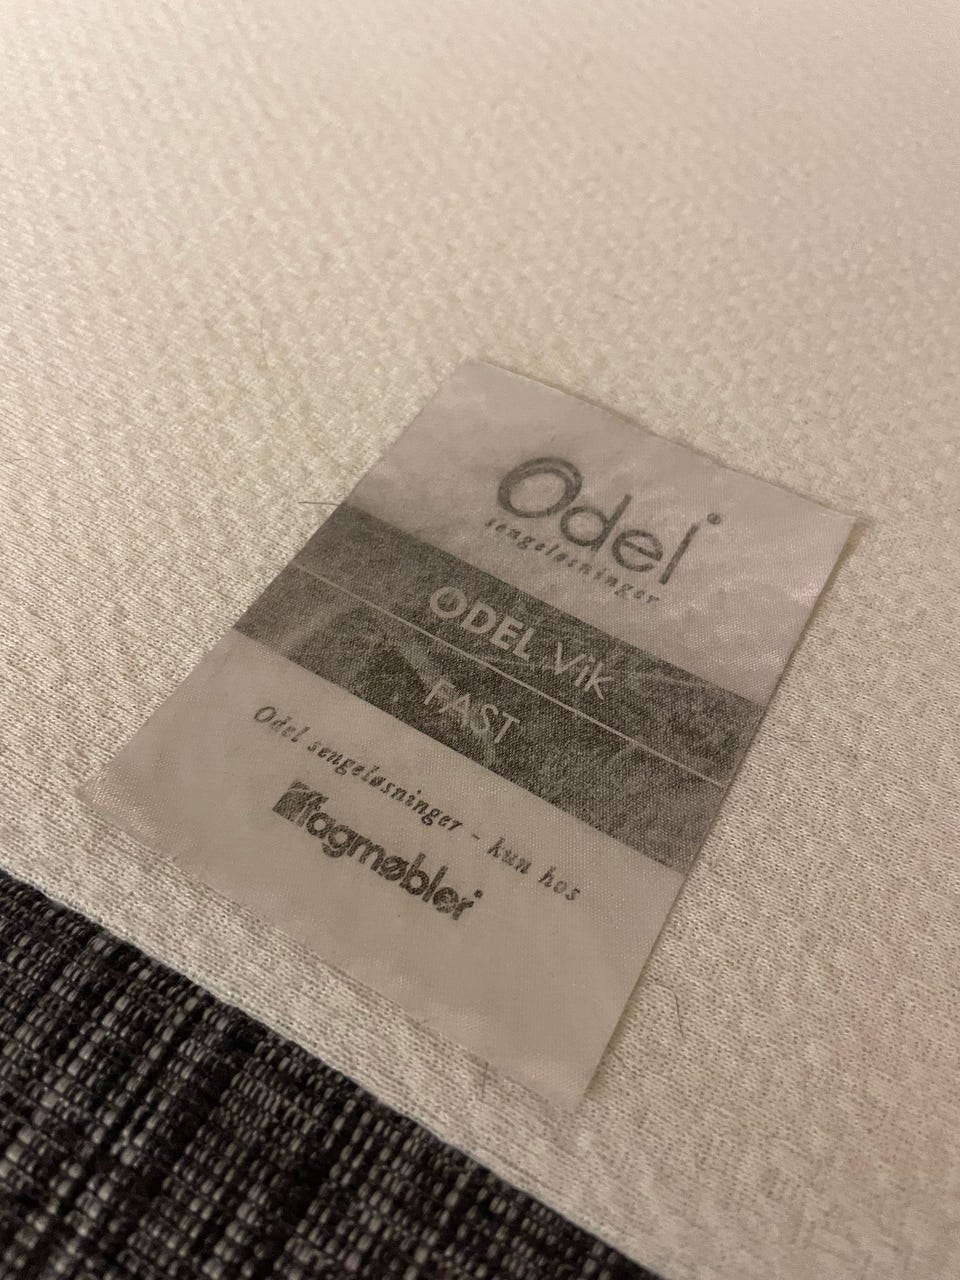 Odel
sengeløsninger
ODEL Vik
FAST
Odel sengeløsninger - kun hos
fagmøbler